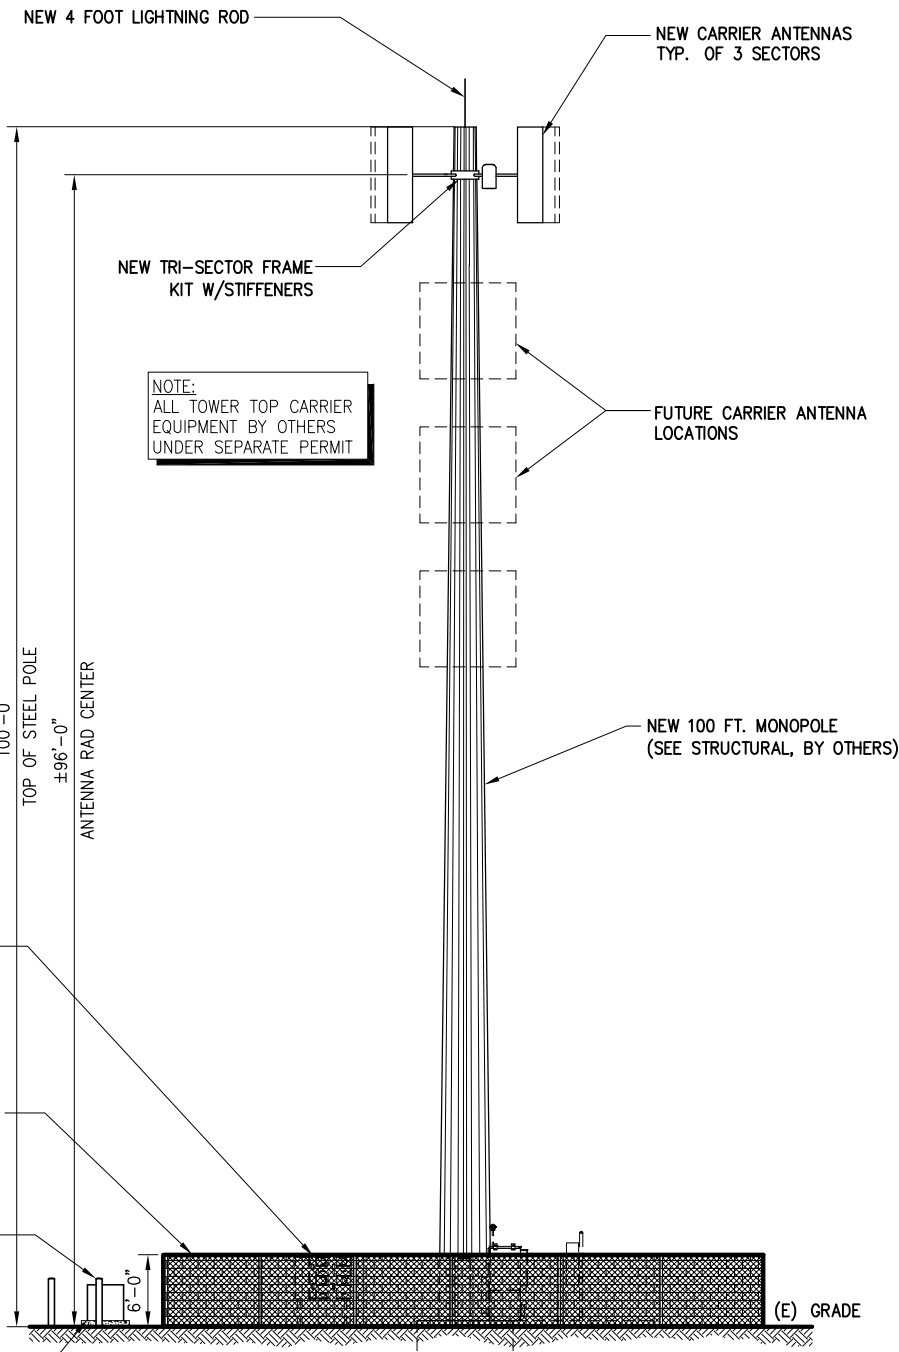 NEW 4 FOOT LIGHTNING ROD
NEW CARRIER ANTENNAS
TYP. OF 3 SECTORS
NEW TRI-SECTOR FRAME
KIT W/STIFFENERS
NOTE:
ALL TOWER TOP CARRIER
EQUIPMENT BY OTHERS
UNDER SEPARATE PERMIT
FUTURE CARRIER ANTENNA
LOCATIONS
TOP OF STEEL POLE
±96'-0"
ANTENNA RAD CENTER
NEW 100 FT. MONOPOLE
(SEE STRUCTURAL, BY OTHERS)
6'-0"
(E) GRADE